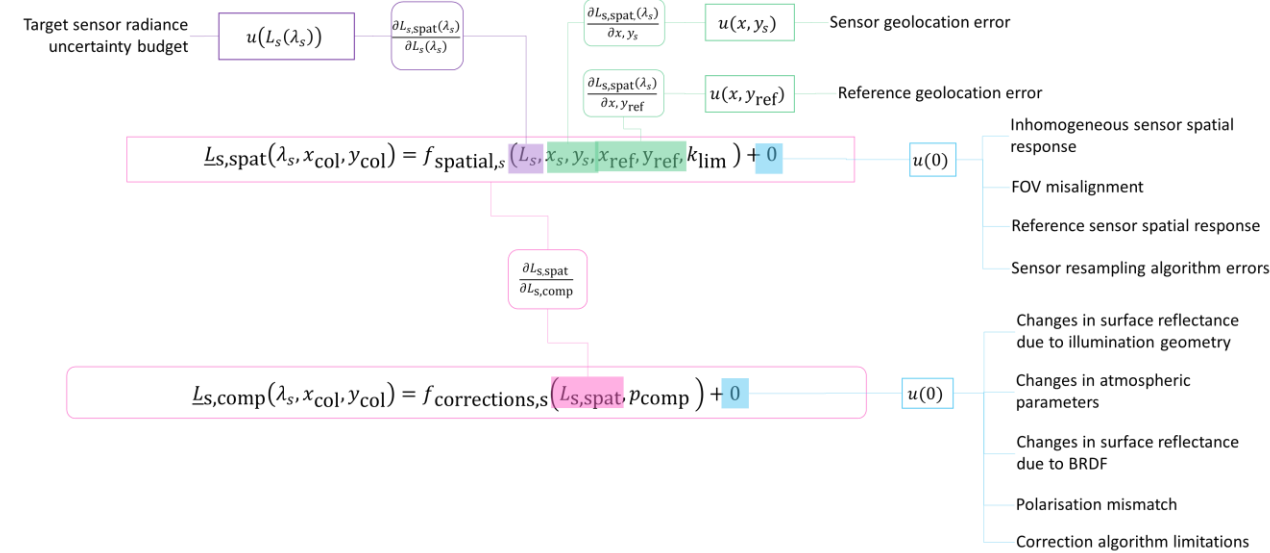 Target sensor radiance
uncertainty budget
u(L_s(λ_s))
∂L_s,spat(λ_s)
∂L_s(λ_s)
∂L_s,spat,(λ_s)
∂x, y_s
u(x, y_s)
Sensor geolocation error
∂L_s,spat(λ_s)
∂x, y_ref
u(x, y_ref)
Reference geolocation error
L_s,spat(λ_s, x_col, y_col) = f_spatial,s(L_s, x_s, y_s, x_ref, y_ref, k_lim) + 0
u(0)
Inhomogeneous sensor spatial
response
FOV misalignment
Reference sensor spatial response
Sensor resampling algorithm errors
∂L_s,spat
∂L_s,comp
L_s,comp(λ_s, x_col, y_col) = f_corrections,s(L_s,spat, p_comp) + 0
u(0)
Changes in surface reflectance
due to illumination geometry
Changes in atmospheric
parameters
Changes in surface reflectance
due to BRDF
Polarisation mismatch
Correction algorithm limitations